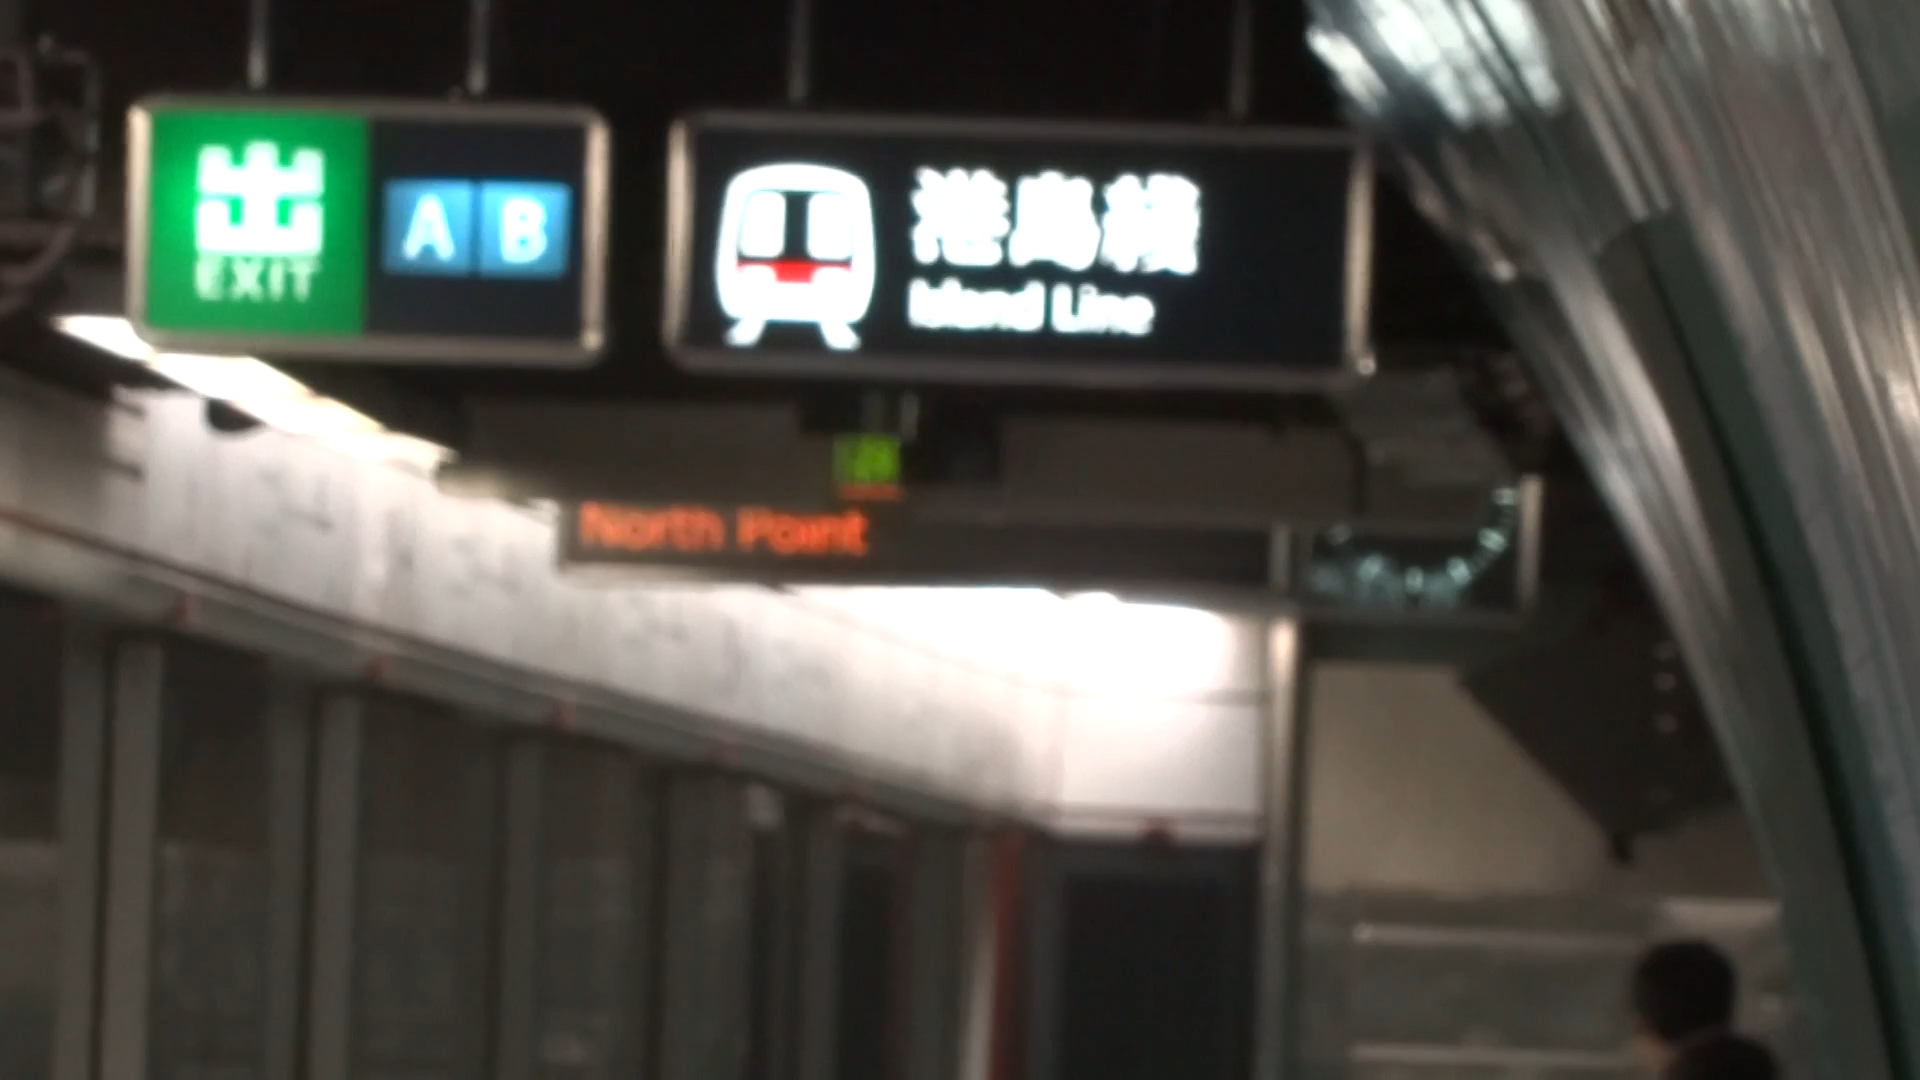 出
EXIT
A B
港島綫
Island Line
North Point